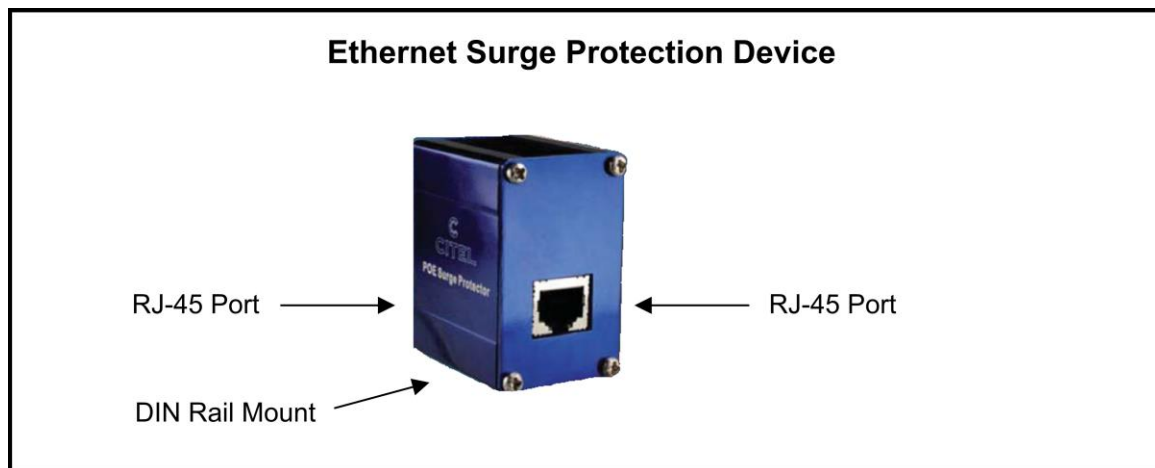 Ethernet Surge Protection Device
C
CITEL
POE Surge Protector
RJ-45 Port
RJ-45 Port
DIN Rail Mount